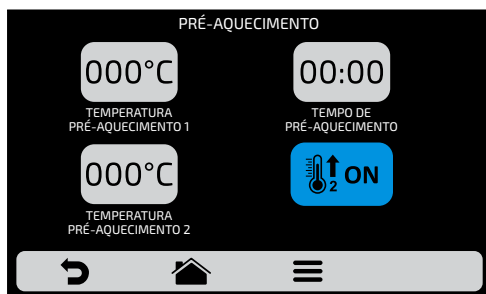 PRÉ-AQUECIMENTO
000°C
00:00
TEMPERATURA
PRÉ-AQUECIMENTO 1
TEMPO DE
PRÉ-AQUECIMENTO
000°C
2 ON
TEMPERATURA
PRÉ-AQUECIMENTO 2